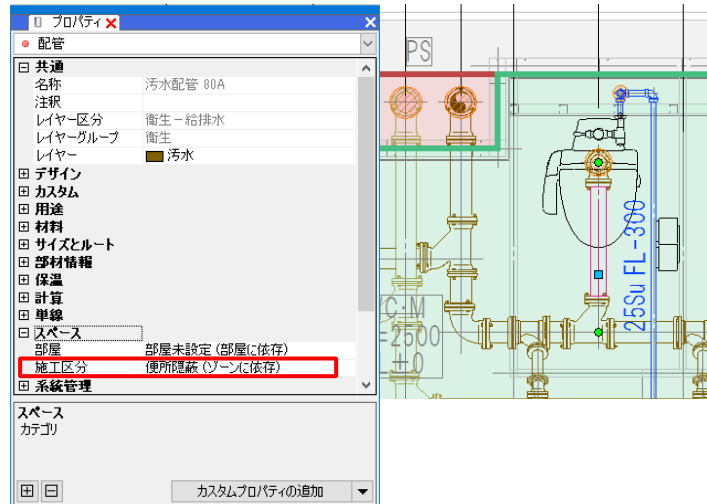 プロパティ
配管
共通
名称 汚水配管 80A
注釈
レイヤー区分 衛生－給排水
レイヤーグループ 衛生
レイヤー 汚水
デザイン
カスタム
用途
材料
サイズとルート
部材情報
保温
計算
単線
スペース
部屋 部屋未設定 (部屋に依存)
施工区分 便所隠蔽 (ゾーンに依存)
系統管理
スペース
カテゴリ
カスタムプロパティの追加
PS
25Su FL-300
C・M
=2500
±0